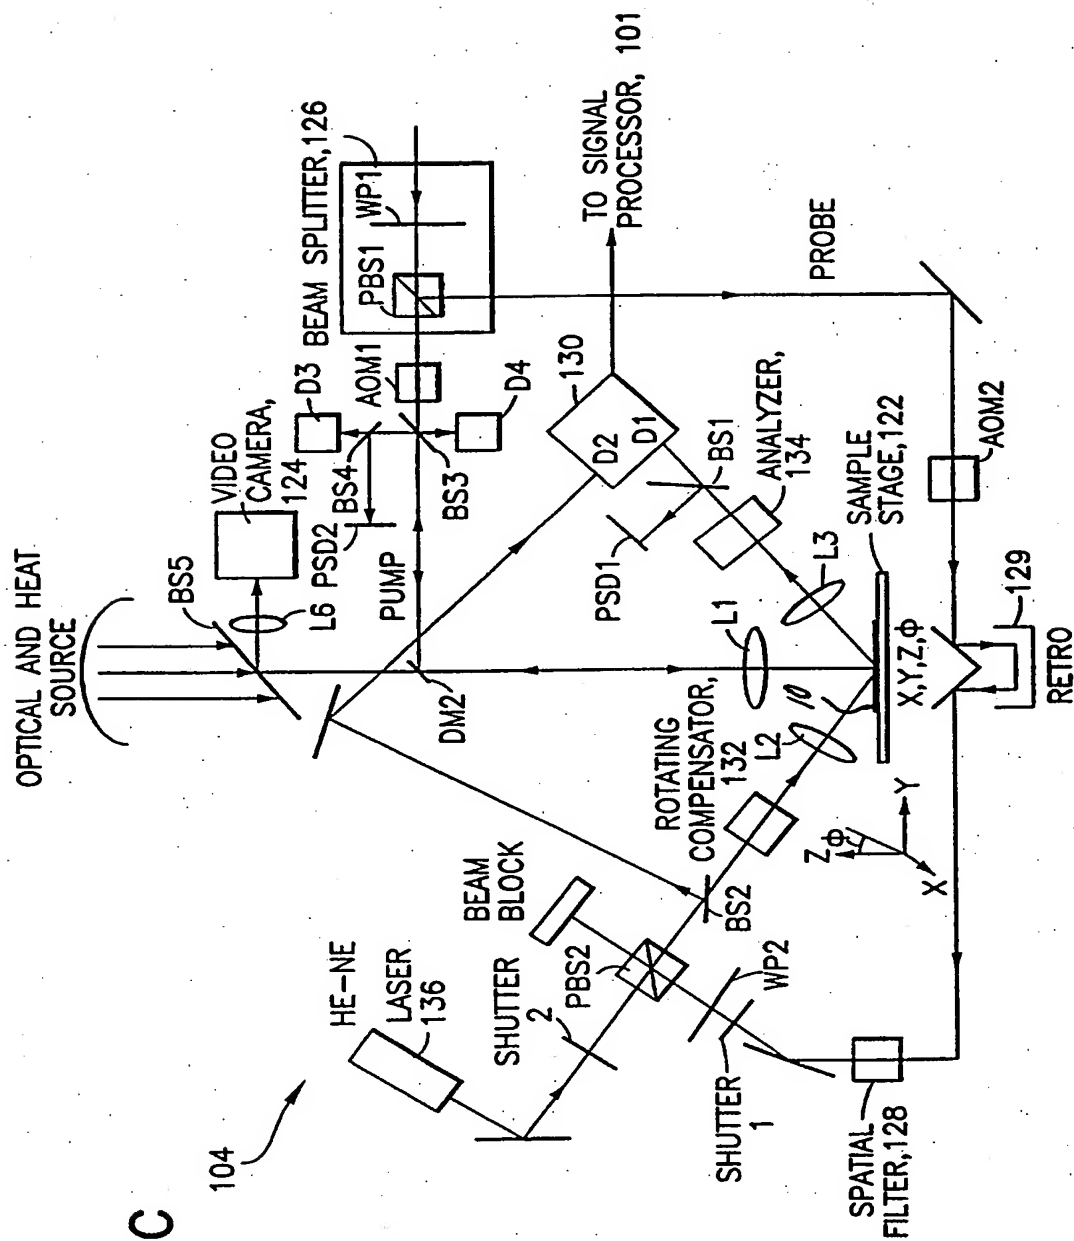 C
104
OPTICAL AND HEAT
SOURCE
BS5
VIDEO
CAMERA,
124
L6
D3
BEAM SPLITTER,126
WP1
PBS1
AOM1
BS4
PSD2
BS3
D4
PUMP
DM2
130
TO SIGNAL
PROCESSOR, 101
D2
D1
PROBE
HE-NE
LASER
136
BEAM
BLOCK
SHUTTER
2
PBS2
BS2
ROTATING
COMPENSATOR,
132
L2
10
L1
L3
PSD1
BS1
ANALYZER,
134
SAMPLE
STAGE,122
X,Y,Z,Φ
AOM2
WP2
SHUTTER
1
Z
Φ
Y
X
129
RETRO
SPATIAL
FILTER,128